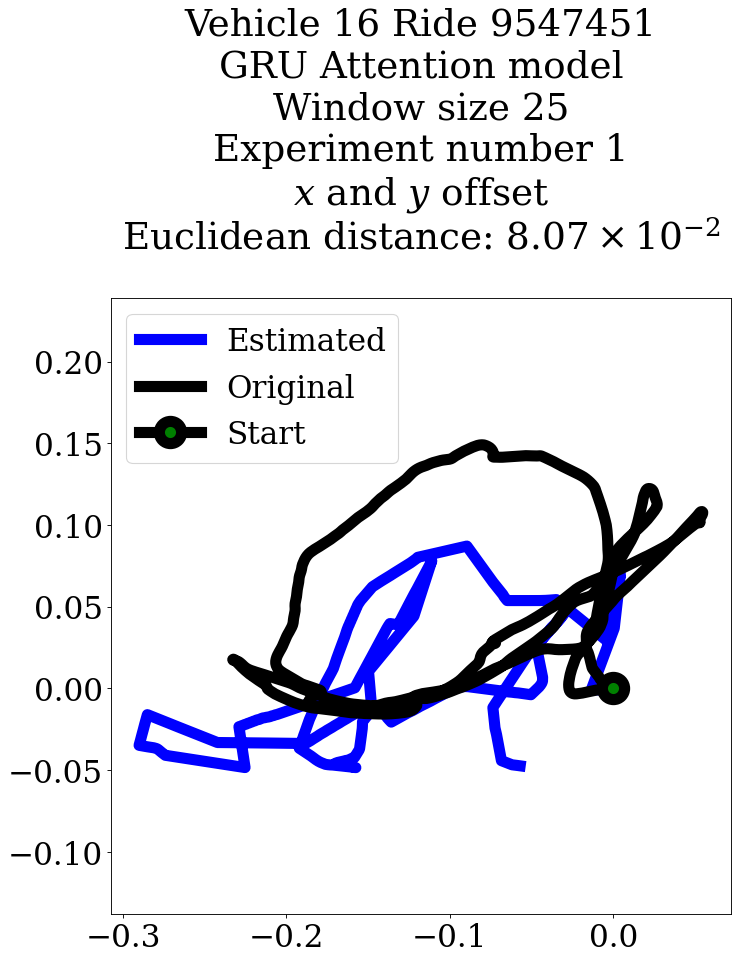 Vehicle 16 Ride 9547451
GRU Attention model
Window size 25
Experiment number 1
x and y offset
Euclidean distance: 8.07 × 10⁻²
Estimated
Original
Start
0.20
0.15
0.10
0.05
0.00
−0.05
−0.10
−0.3 −0.2 −0.1 0.0